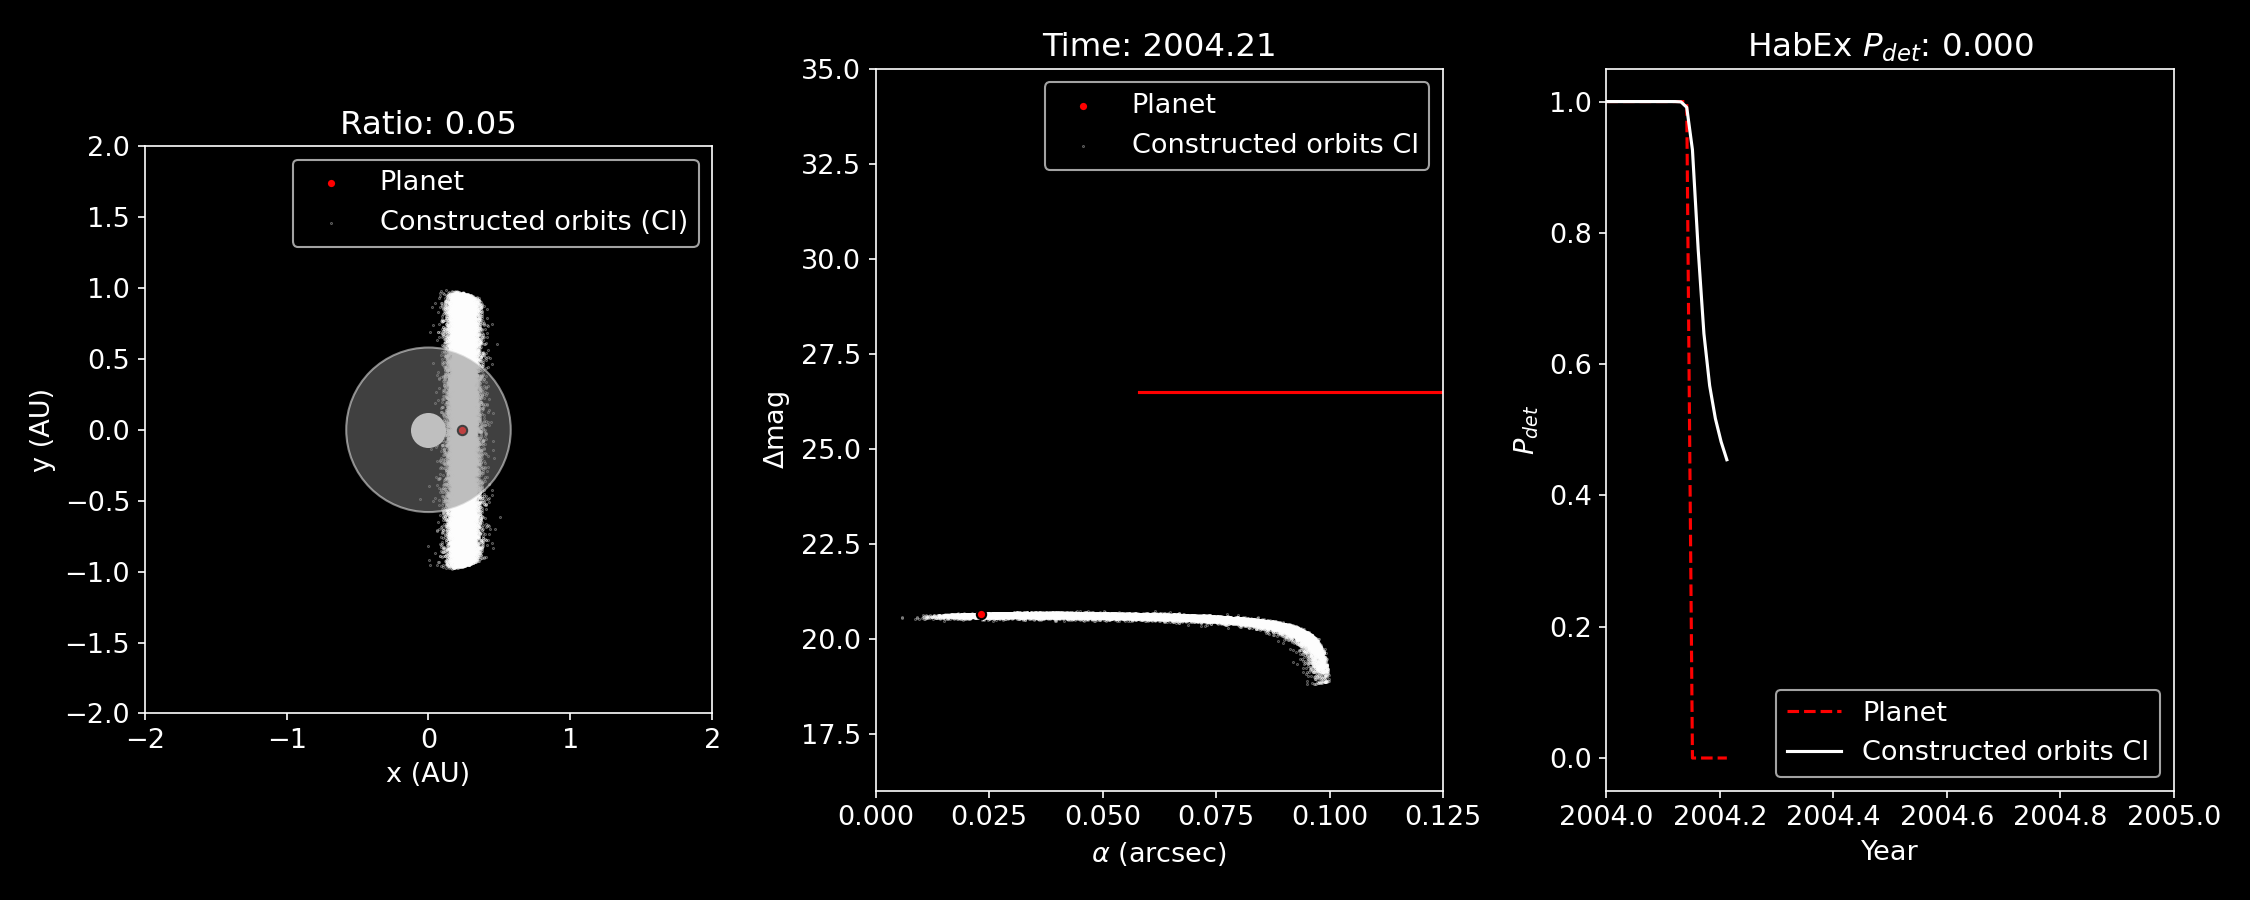 Ratio: 0.05
Planet
Constructed orbits (CI)
2.0
1.5
1.0
0.5
0.0
−0.5
−1.0
−1.5
−2.0
y (AU)
−2
−1
0
1
2
x (AU)
Time: 2004.21
Planet
Constructed orbits CI
35.0
32.5
30.0
27.5
25.0
22.5
20.0
17.5
Δmag
0.000
0.025
0.050
0.075
0.100
0.125
α (arcsec)
HabEx P_det: 0.000
1.0
0.8
0.6
0.4
0.2
0.0
P_det
Planet
Constructed orbits CI
2004.0
2004.2
2004.4
2004.6
2004.8
2005.0
Year